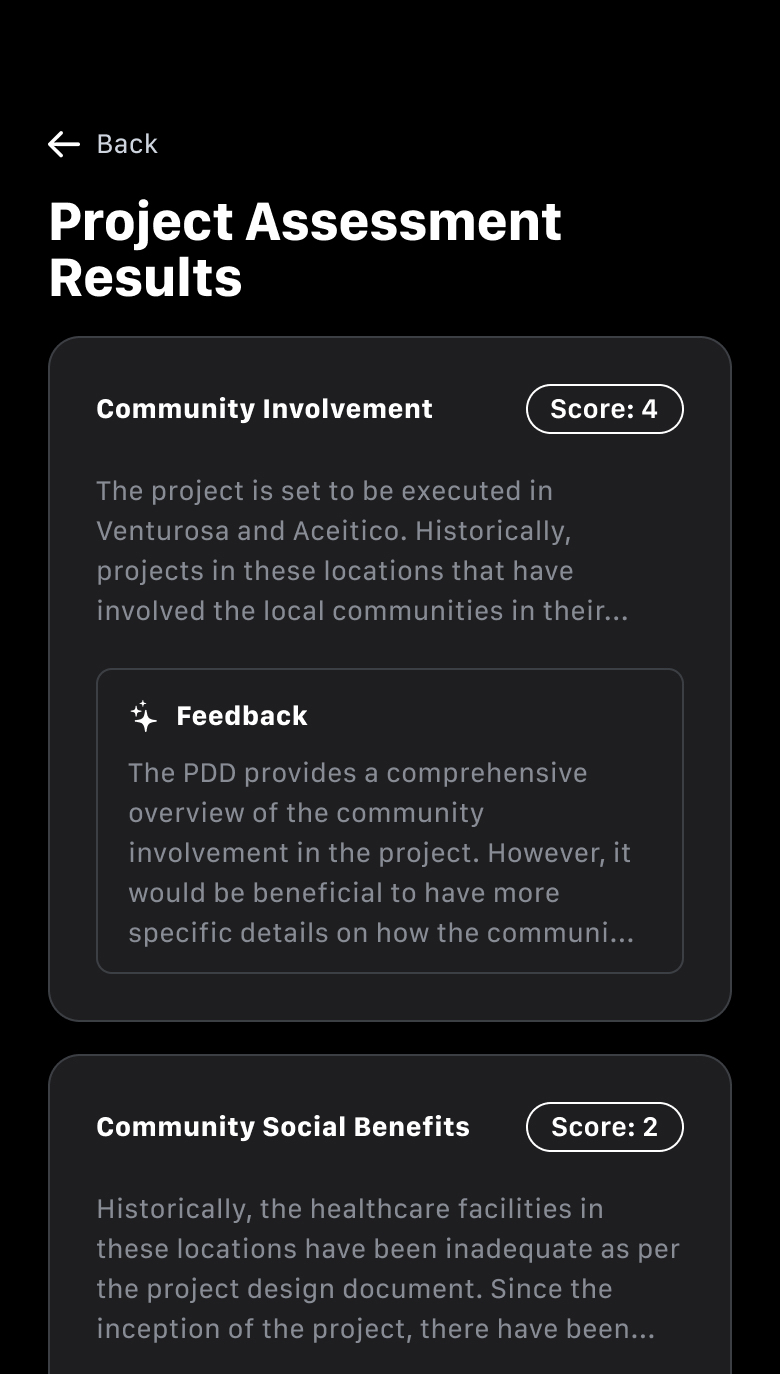 Back
Project Assessment
Results
Community Involvement
Score: 4
The project is set to be executed in
Venturosa and Aceitico. Historically,
projects in these locations that have
involved the local communities in their...
Feedback
The PDD provides a comprehensive
overview of the community
involvement in the project. However, it
would be beneficial to have more
specific details on how the communi...
Community Social Benefits
Score: 2
Historically, the healthcare facilities in
these locations have been inadequate as per
the project design document. Since the
inception of the project, there have been...